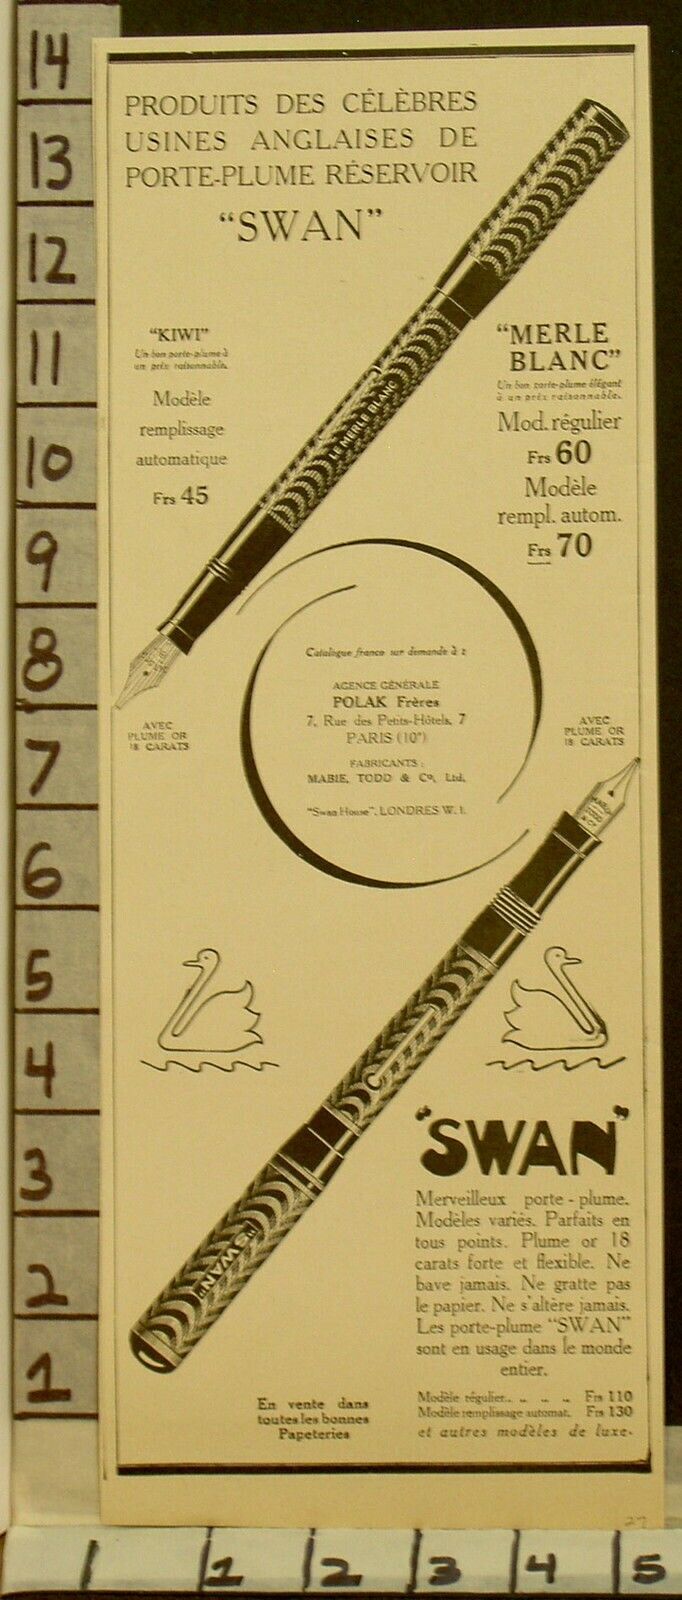 PRODUITS DES CÉLÈBRES
USINES ANGLAISES DE
PORTE-PLUME RÉSERVOIR
"SWAN"
"KIWI"
Un bon porte-plume à
un prix raisonnable.
Modèle
remplissage
automatique
Frs 45
"MERLE
BLANC"
Un bon porte-plume élégant
à un prix raisonnable.
Mod. régulier
Frs 60
Modèle
rempl. autom.
Frs 70
LE MERLE BLANC
AVEC
PLUME OR
18 CARATS
Catalogue franco sur demande à :
AGENCE GÉNÉRALE
POLAK Frères
7, Rue des Petits-Hôtels, 7
PARIS (10e)
FABRICANTS :
MABIE, TODD & Co, Ltd,
"Swan House", LONDRES W. 1.
AVEC
PLUME OR
18 CARATS
MABIE
TODD
& Co
"SWAN"
"SWAN"
Merveilleux porte-plume.
Modèles variés. Parfaits en
tous points. Plume or 18
carats forte et flexible. Ne
bave jamais. Ne gratte pas
le papier. Ne s'altère jamais.
Les porte-plume "SWAN"
sont en usage dans le monde
entier.
Modèle régulier.. .. .. .. Frs 110
Modèle remplissage automat. Frs 130
et autres modèles de luxe.
En vente dans
toutes les bonnes
Papeteries
27
14
13
12
11
10
9
8
7
6
5
4
3
2
1
1 2 3 4 5